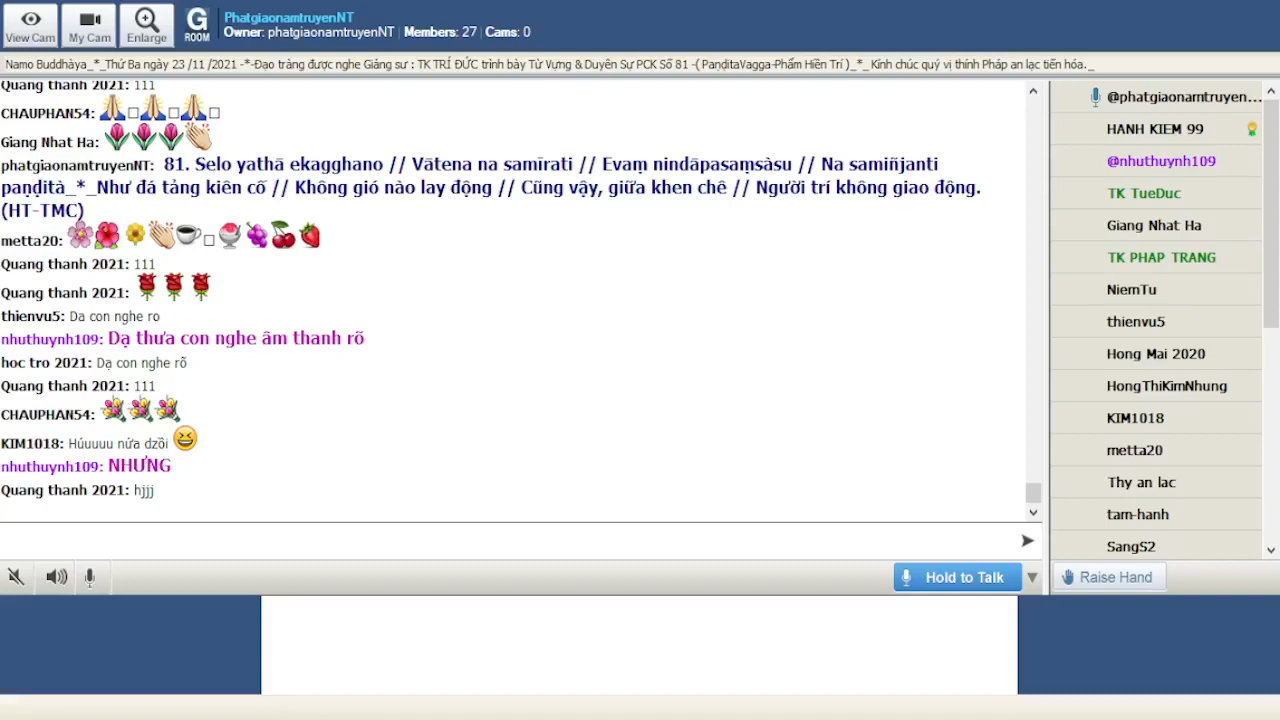 View Cam
My Cam
Enlarge
G
ROOM
PhatgiaonamtruyenNT
Owner: phatgiaonamtruyenNT | Members: 27 | Cams: 0
Namo Buddhàya_*_Thứ Ba ngày 23 /11 /2021 -*-Đạo tràng được nghe Giảng sư : TK TRÍ ĐỨC trình bày Từ Vựng & Duyên Sự PCK Số 81 -( PaṇḍitaVagga-Phẩm Hiền Trí )_*_ Kính chúc quý vị thính Pháp an lạc tiến hóa._
Quang thanh 2021: 111
CHAUPHAN54: 🙏□🙏□🙏□
Giang Nhat Ha: 🌷🌷🌷👏
phatgiaonamtruyenNT: 81. Selo yathā ekagghano // Vātena na samīrati // Evaṃ nindāpasaṃsàsu // Na samiñjanti
paṇḍità_*_Như đá tảng kiên cố // Không gió nào lay động // Cũng vậy, giữa khen chê // Người trí không giao động.
(HT-TMC)
metta20: 🌸🌺🌼👏☕□🍧🍇🍒🍓
Quang thanh 2021: 111
Quang thanh 2021: 🌹🌹🌹
thienvu5: Da con nghe ro
nhuthuynh109: Dạ thưa con nghe âm thanh rõ
hoc tro 2021: Dạ con nghe rõ
Quang thanh 2021: 111
CHAUPHAN54: 💐💐💐
KIM1018: Húuuuu nứa dzồi 😆
nhuthuynh109: NHƯNG
Quang thanh 2021: hjjj
Hold to Talk
@phatgiaonamtruyen...
HANH KIEM 99
@nhuthuynh109
TK TueDuc
Giang Nhat Ha
TK PHAP TRANG
NiemTu
thienvu5
Hong Mai 2020
HongThiKimNhung
KIM1018
metta20
Thy an lac
tam-hanh
SangS2
Raise Hand